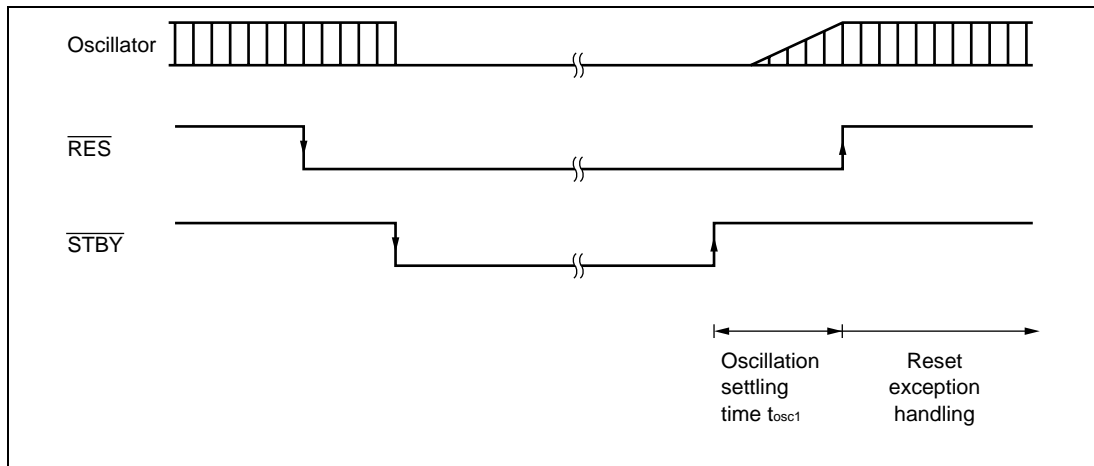 Oscillator
RES
STBY
Oscillation
settling
time tosc1
Reset
exception
handling